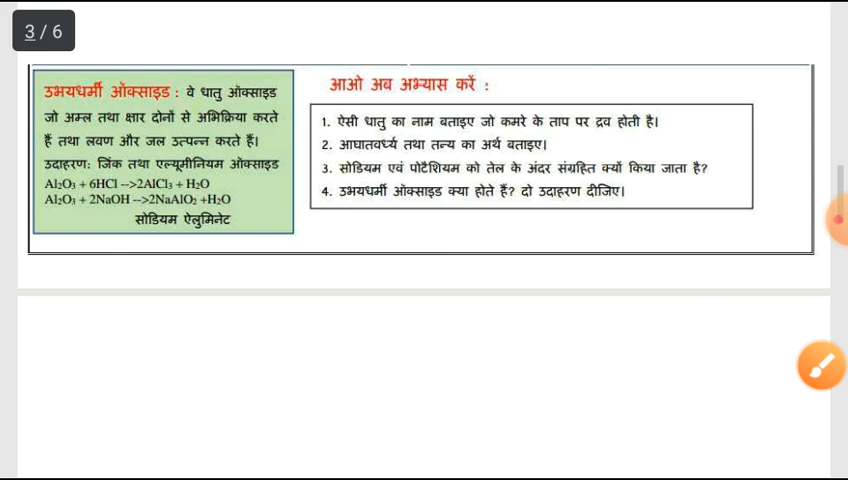 3 / 6
उभयधर्मी ऑक्साइड : वे धातु ऑक्साइड
जो अम्ल तथा क्षार दोनों से अभिक्रिया करते
हैं तथा लवण और जल उत्पन्न करते हैं।
उदाहरण: जिंक तथा एल्यूमीनियम ऑक्साइड
Al₂O₃ + 6HCl -->2AlCl₃ + H₂O
Al₂O₃ + 2NaOH -->2NaAlO₂ +H₂O
सोडियम ऐलुमिनेट
आओ अब अभ्यास करें :
1. ऐसी धातु का नाम बताइए जो कमरे के ताप पर द्रव होती है।
2. आघातवर्ध्य तथा तन्य का अर्थ बताइए।
3. सोडियम एवं पोटैशियम को तेल के अंदर संग्रहित क्यों किया जाता है?
4. उभयधर्मी ऑक्साइड क्या होते हैं? दो उदाहरण दीजिए।